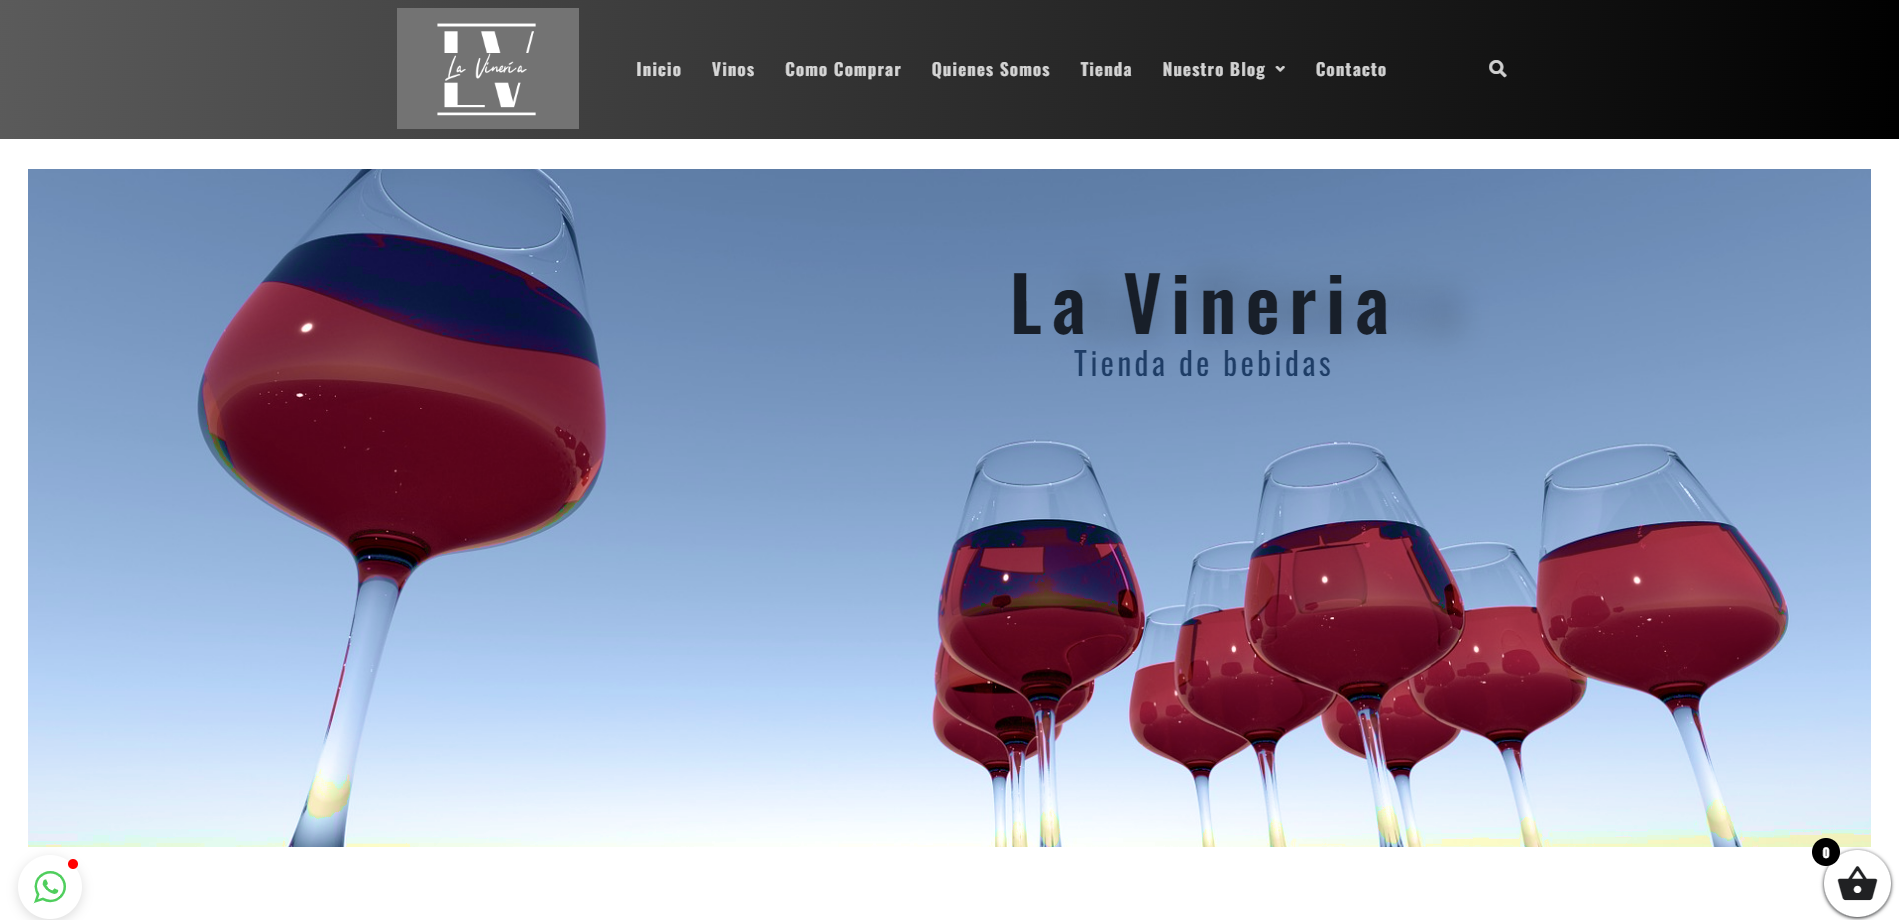 LV
La Vinería
Inicio Vinos Como Comprar Quienes Somos Tienda Nuestro Blog Contacto
La Vineria
Tienda de bebidas
0